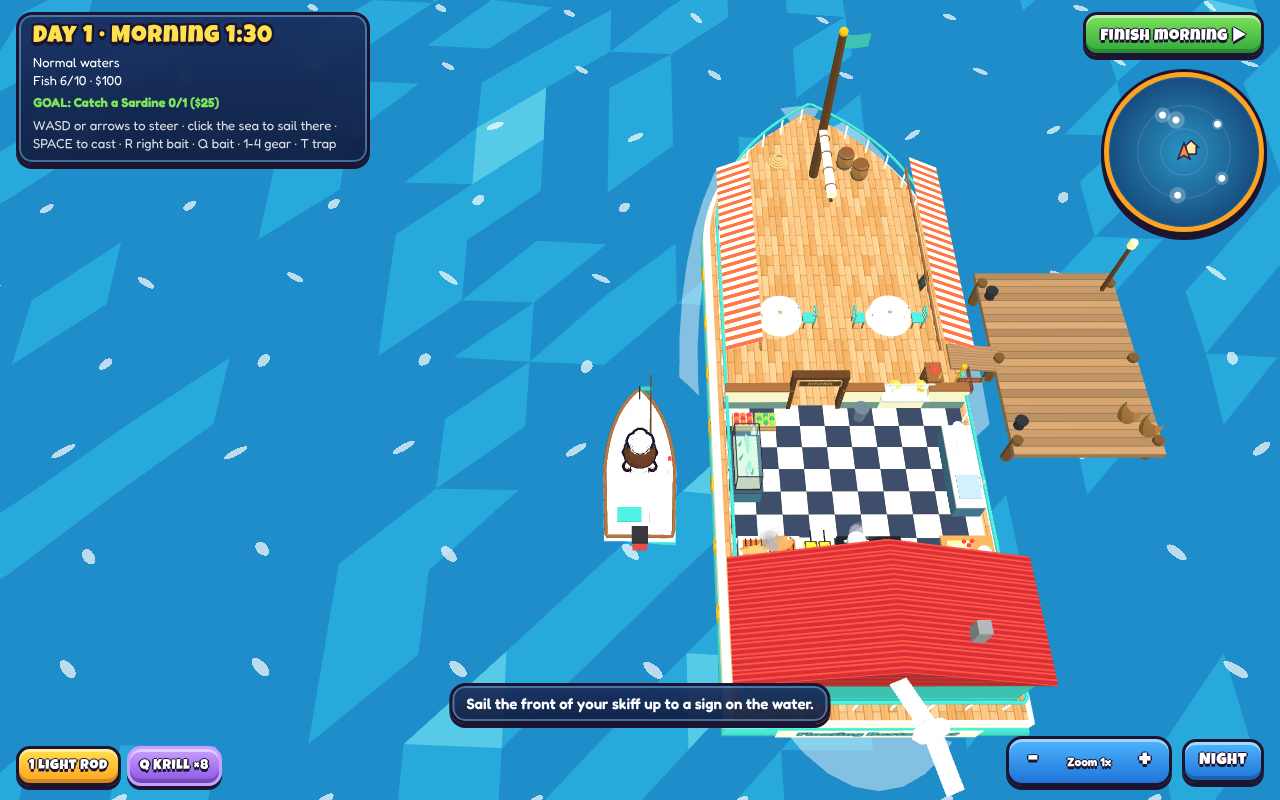 DAY 1 · MORNING 1:30
Normal waters
Fish 6/10 · $100
GOAL: Catch a Sardine 0/1 ($25)
WASD or arrows to steer · click the sea to sail there ·
SPACE to cast · R right bait · Q bait · 1-4 gear · T trap
FINISH MORNING ▶
KITCHEN
Sail the front of your skiff up to a sign on the water.
1 LIGHT ROD
Q KRILL ×8
- Zoom 1x +
NIGHT